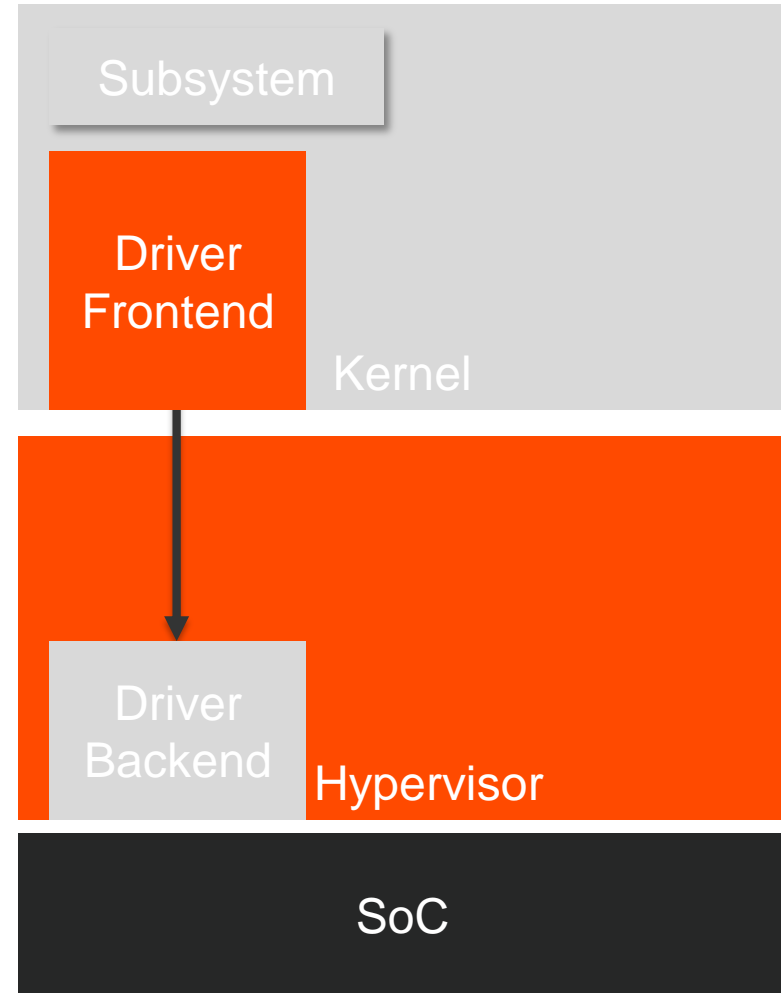 Subsystem
Driver
Frontend
Kernel
Driver
Backend
Hypervisor
SoC